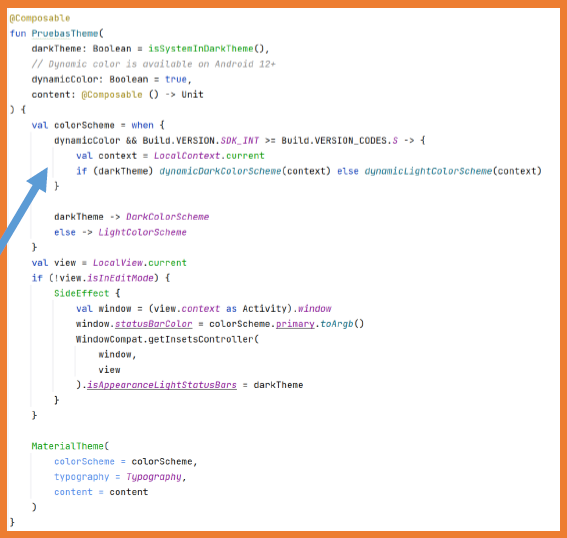 @Composable
fun PruebasTheme(
    darkTheme: Boolean = isSystemInDarkTheme(),
    // Dynamic color is available on Android 12+
    dynamicColor: Boolean = true,
    content: @Composable () -> Unit
) {
    val colorScheme = when {
        dynamicColor && Build.VERSION.SDK_INT >= Build.VERSION_CODES.S -> {
            val context = LocalContext.current
            if (darkTheme) dynamicDarkColorScheme(context) else dynamicLightColorScheme(context)
        }

        darkTheme -> DarkColorScheme
        else -> LightColorScheme
    }
    val view = LocalView.current
    if (!view.isInEditMode) {
        SideEffect {
            val window = (view.context as Activity).window
            window.statusBarColor = colorScheme.primary.toArgb()
            WindowCompat.getInsetsController(
                window,
                view
            ).isAppearanceLightStatusBars = darkTheme
        }
    }

    MaterialTheme(
        colorScheme = colorScheme,
        typography = Typography,
        content = content
    )
}